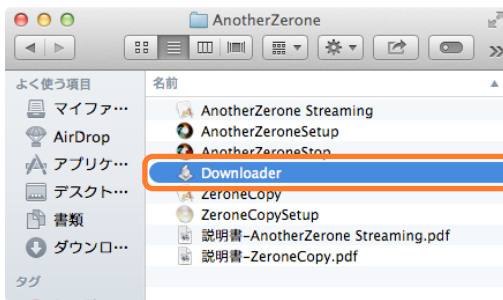 AnotherZerone
よく使う項目
マイファ…
AirDrop
アプリケ…
デスクト…
書類
ダウンロ…
タグ
名前
AnotherZerone Streaming
AnotherZeroneSetup
AnotherZeroneStop
Downloader
ZeroneCopy
ZeroneCopySetup
説明書-AnotherZerone Streaming.pdf
説明書-ZeroneCopy.pdf